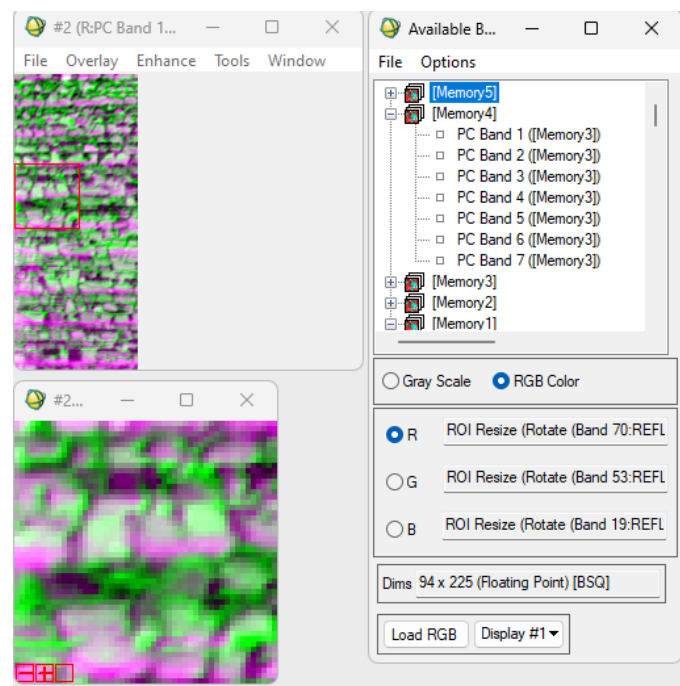 #2 (R:PC Band 1...
File Overlay Enhance Tools Window
#2...
Available B...
File Options
[Memory5]
[Memory4]
PC Band 1 ([Memory3])
PC Band 2 ([Memory3])
PC Band 3 ([Memory3])
PC Band 4 ([Memory3])
PC Band 5 ([Memory3])
PC Band 6 ([Memory3])
PC Band 7 ([Memory3])
[Memory3]
[Memory2]
[Memory1]
Gray Scale RGB Color
R ROI Resize (Rotate (Band 70:REFL
G ROI Resize (Rotate (Band 53:REFL
B ROI Resize (Rotate (Band 19:REFL
Dims 94 x 225 (Floating Point) [BSQ]
Load RGB Display #1